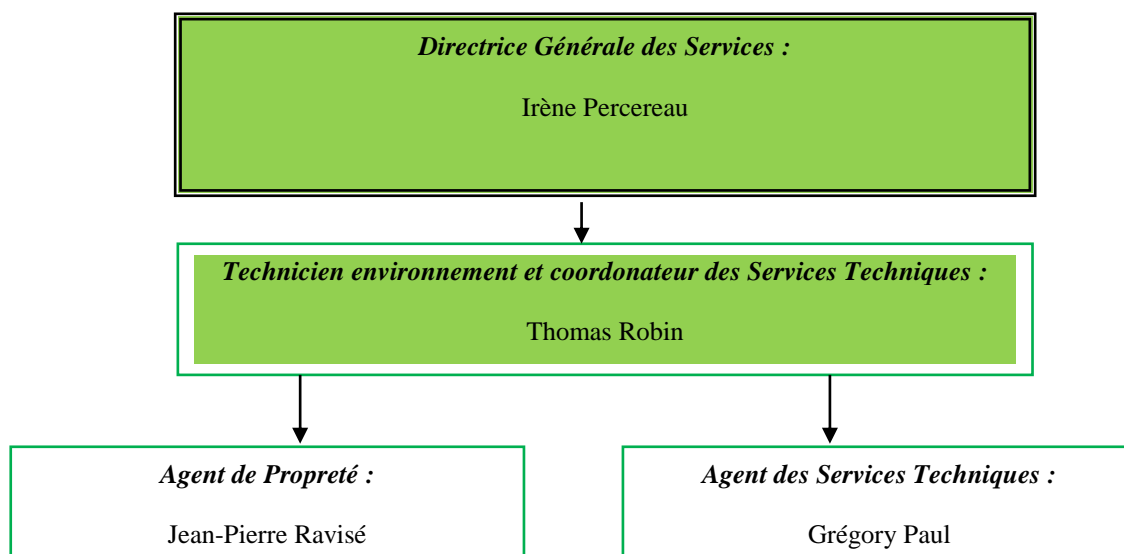 Directrice Générale des Services :
Irène Percereau
Technicien environnement et coordonateur des Services Techniques :
Thomas Robin
Agent de Propreté :
Jean-Pierre Ravisé
Agent des Services Techniques :
Grégory Paul